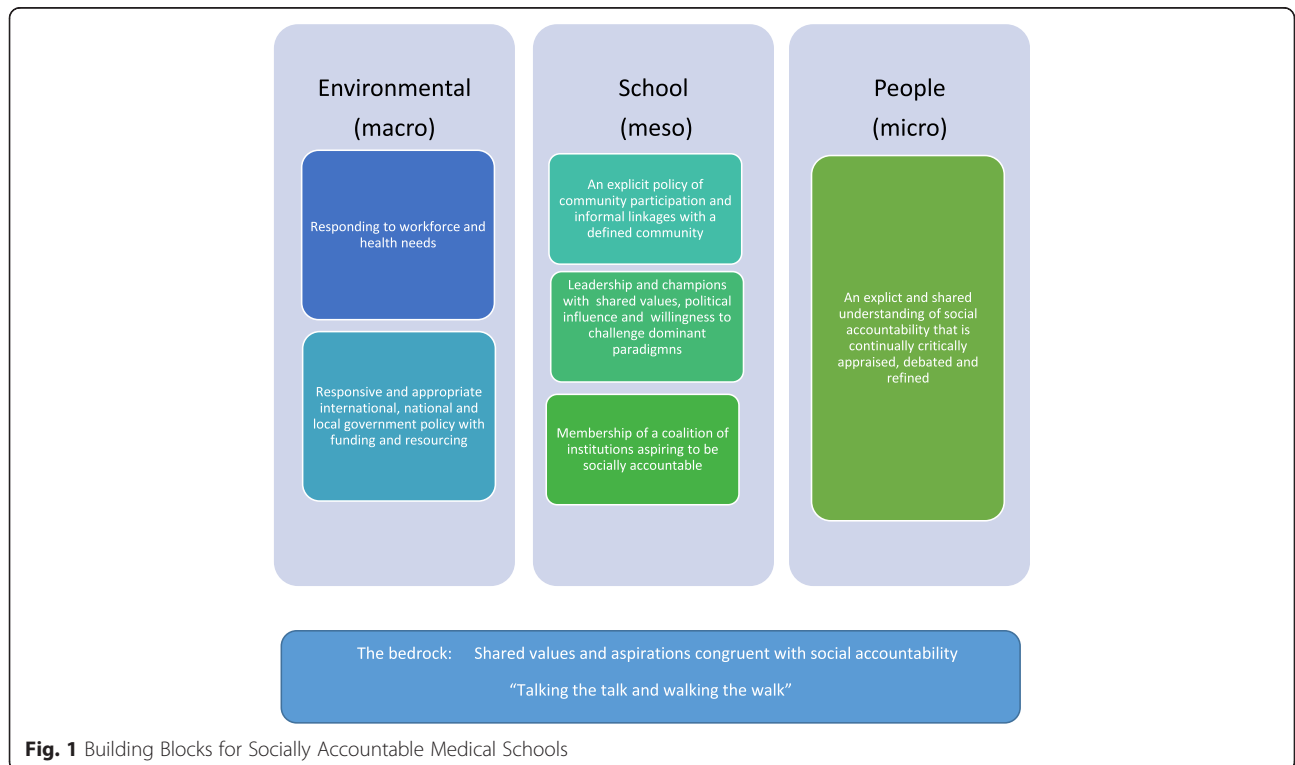 Environmental
(macro)
Responding to workforce and
health needs
Responsive and appropriate
international, national and
local government policy with
funding and resourcing
School
(meso)
An explicit policy of
community participation and
informal linkages with a
defined community
Leadership and champions
with shared values, political
influence and willingness to
challenge dominant
paradigmns
Membership of a coalition of
institutions aspiring to be
socially accountable
People
(micro)
An explict and shared
understanding of social
accountability that is
continually critically
appraised, debated and
refined
The bedrock: Shared values and aspirations congruent with social accountability
“Talking the talk and walking the walk”
Fig. 1 Building Blocks for Socially Accountable Medical Schools